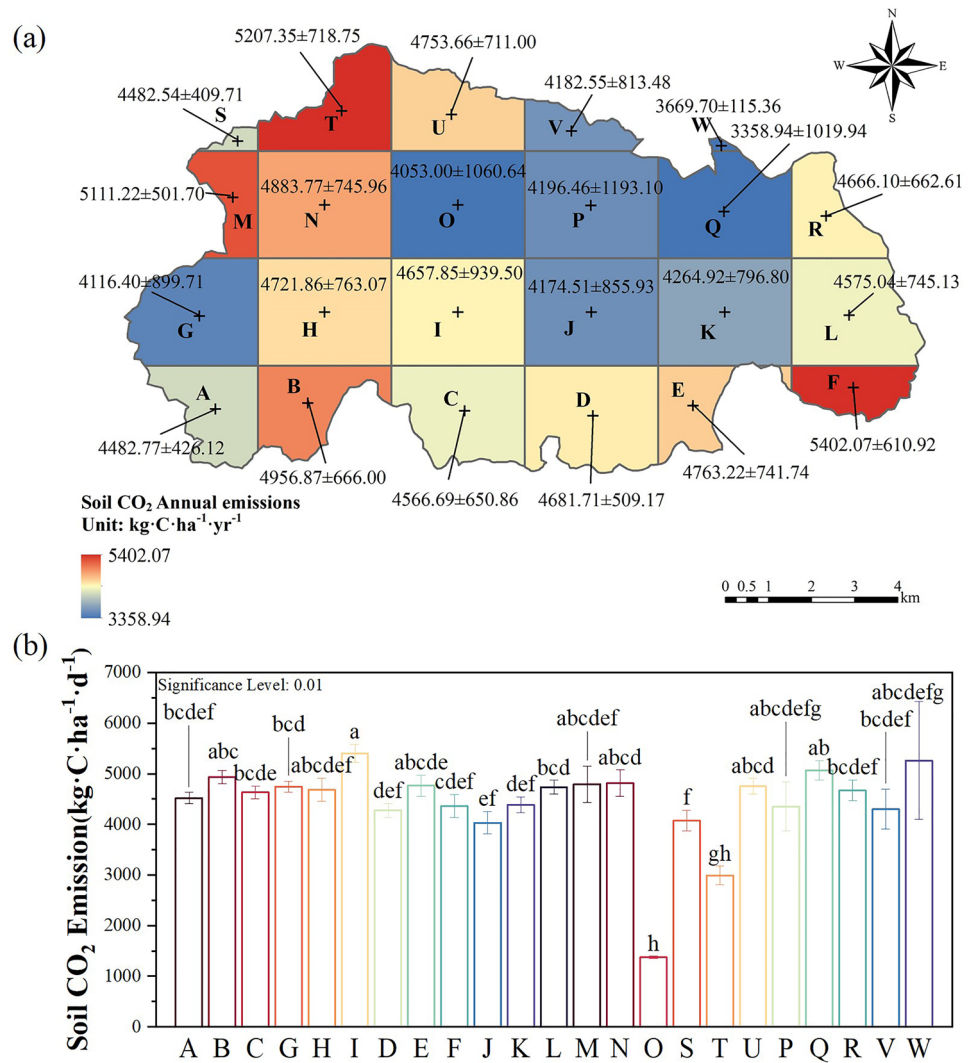 (a)
5207.35±718.75
4753.66±711.00
N
W E
S
4482.54±409.71
4182.55±813.48
3669.70±115.36
3358.94±1019.94
S
T
U
V
W
5111.22±501.70
4883.77±745.96
4053.00±1060.64
4196.46±1193.10
4666.10±662.61
M
N
O
P
Q
R
4116.40±899.71
4721.86±763.07
4657.85±939.50
4174.51±855.93
4264.92±796.80
4575.04±745.13
G
H
I
J
K
L
A
B
C
D
E
F
4482.77±426.12
4956.87±666.00
4566.69±650.86
4681.71±509.17
4763.22±741.74
5402.07±610.92
Soil CO₂ Annual emissions
Unit: kg·C·ha⁻¹·yr⁻¹
5402.07
3358.94
0 0.5 1 2 3 4
km
(b)
Soil CO₂ Emission(kg·C·ha⁻¹·d⁻¹)
7000
6000
5000
4000
3000
2000
1000
0
Significance Level: 0.01
bcdef
abc
bcde
bcd
abcdef
a
def
abcde
cdef
ef
def
bcd
abcdef
abcd
h
f
gh
abcd
abcdefg
ab
bcdef
bcdef
abcdefg
A B C G H I D E F J K L M N O S T U P Q R V W